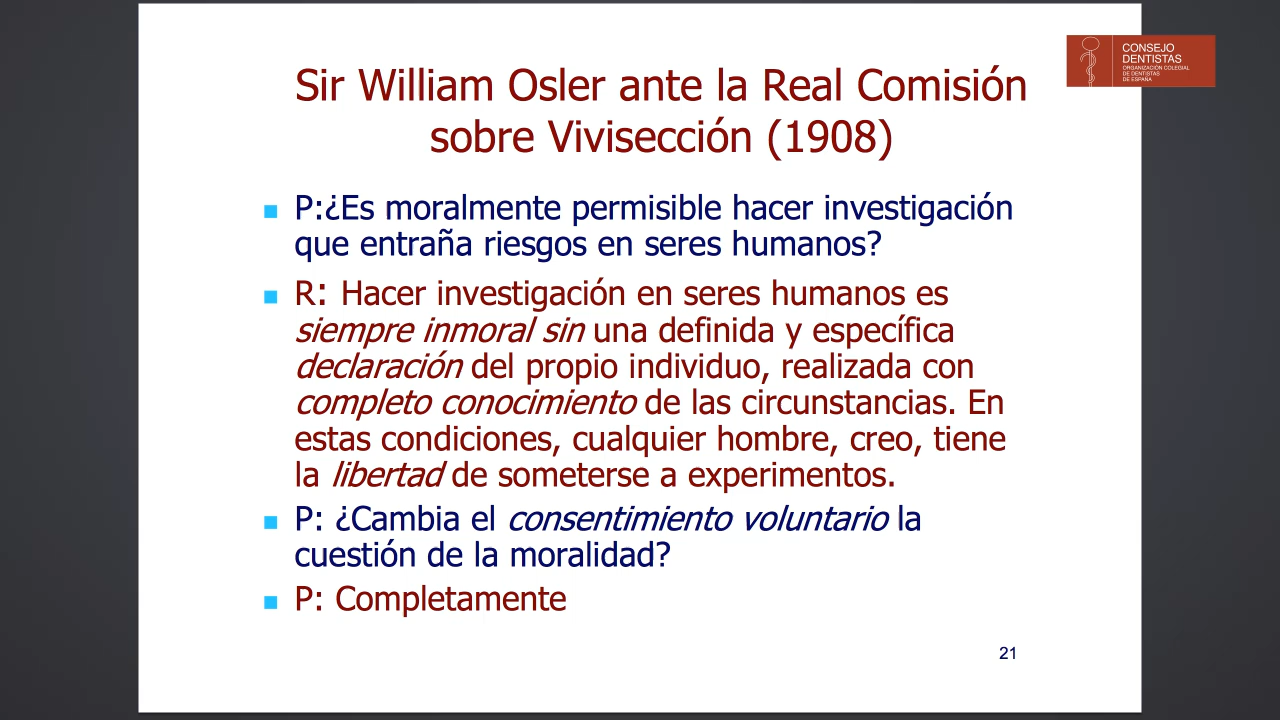 CONSEJO
DENTISTAS
ORGANIZACIÓN COLEGIAL
DE DENTISTAS
DE ESPAÑA
Sir William Osler ante la Real Comisión
sobre Vivisección (1908)
P:¿Es moralmente permisible hacer investigación
que entraña riesgos en seres humanos?
R: Hacer investigación en seres humanos es
siempre inmoral sin una definida y específica
declaración del propio individuo, realizada con
completo conocimiento de las circunstancias. En
estas condiciones, cualquier hombre, creo, tiene
la libertad de someterse a experimentos.
P: ¿Cambia el consentimiento voluntario la
cuestión de la moralidad?
P: Completamente
21